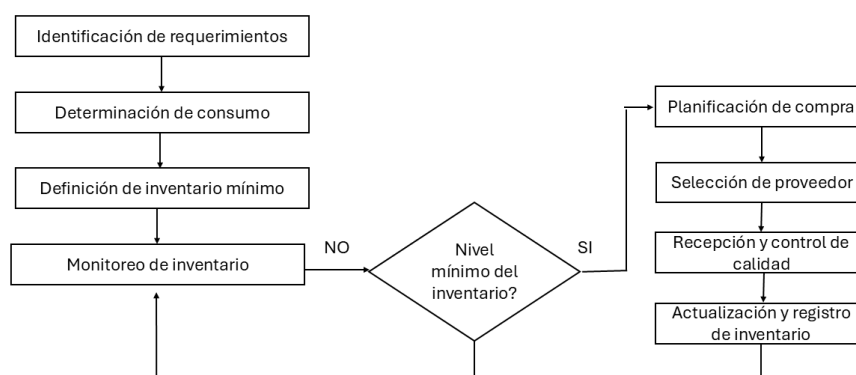 Identificación de requerimientos
Determinación de consumo
Definición de inventario mínimo
Monitoreo de inventario
NO
Nivel
mínimo del
inventario?
SI
Planificación de compra
Selección de proveedor
Recepción y control de
calidad
Actualización y registro
de inventario